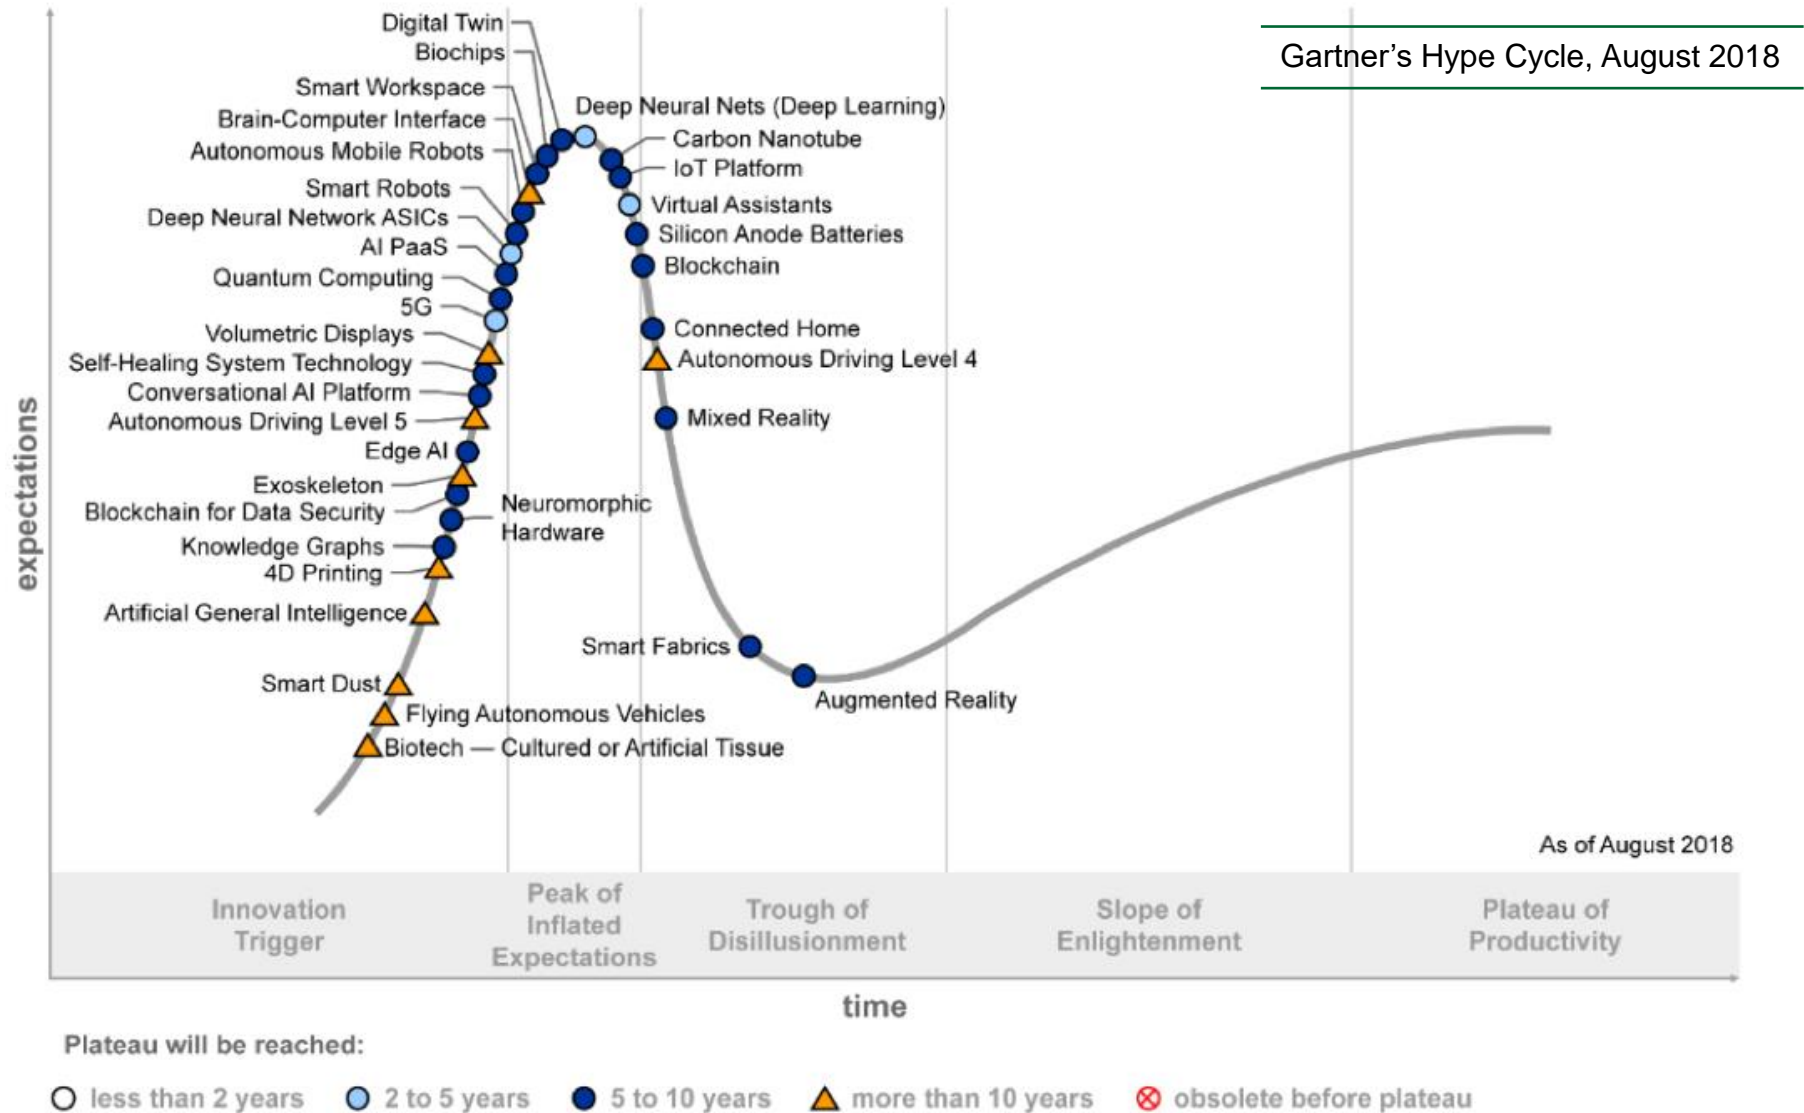 Gartner’s Hype Cycle, August 2018
Digital Twin
Biochips
Smart Workspace
Brain-Computer Interface
Autonomous Mobile Robots
Smart Robots
Deep Neural Network ASICs
AI PaaS
Quantum Computing
5G
Volumetric Displays
Self-Healing System Technology
Conversational AI Platform
Autonomous Driving Level 5
Edge AI
Exoskeleton
Blockchain for Data Security
Neuromorphic
Hardware
Knowledge Graphs
4D Printing
Artificial General Intelligence
Smart Dust
Flying Autonomous Vehicles
Biotech — Cultured or Artificial Tissue
Deep Neural Nets (Deep Learning)
Carbon Nanotube
IoT Platform
Virtual Assistants
Silicon Anode Batteries
Blockchain
Connected Home
Autonomous Driving Level 4
Mixed Reality
Smart Fabrics
Augmented Reality
expectations
As of August 2018
Innovation
Trigger
Peak of
Inflated
Expectations
Trough of
Disillusionment
Slope of
Enlightenment
Plateau of
Productivity
time
Plateau will be reached:
less than 2 years
2 to 5 years
5 to 10 years
more than 10 years
obsolete before plateau